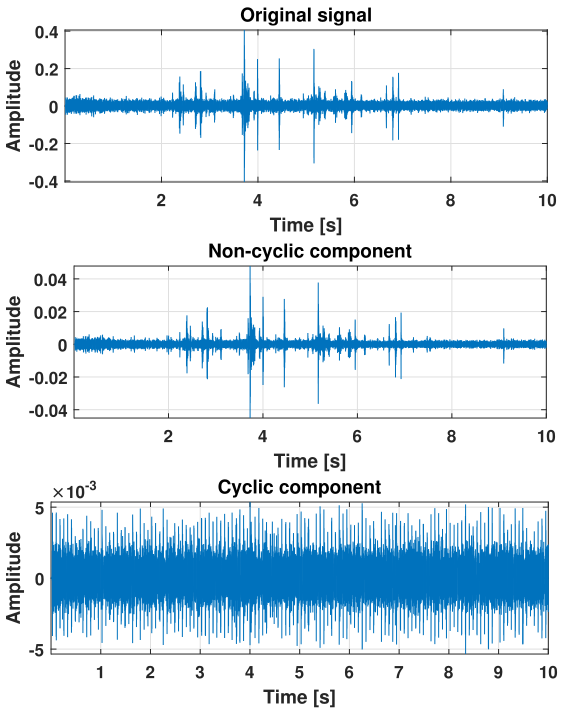 Original signal
0.4
0.2
0
-0.2
-0.4
Amplitude
2 4 6 8 10
Time [s]
Non-cyclic component
0.04
0.02
0
-0.02
-0.04
Amplitude
2 4 6 8 10
Time [s]
Cyclic component
×10-3
5
0
-5
Amplitude
1 2 3 4 5 6 7 8 9 10
Time [s]